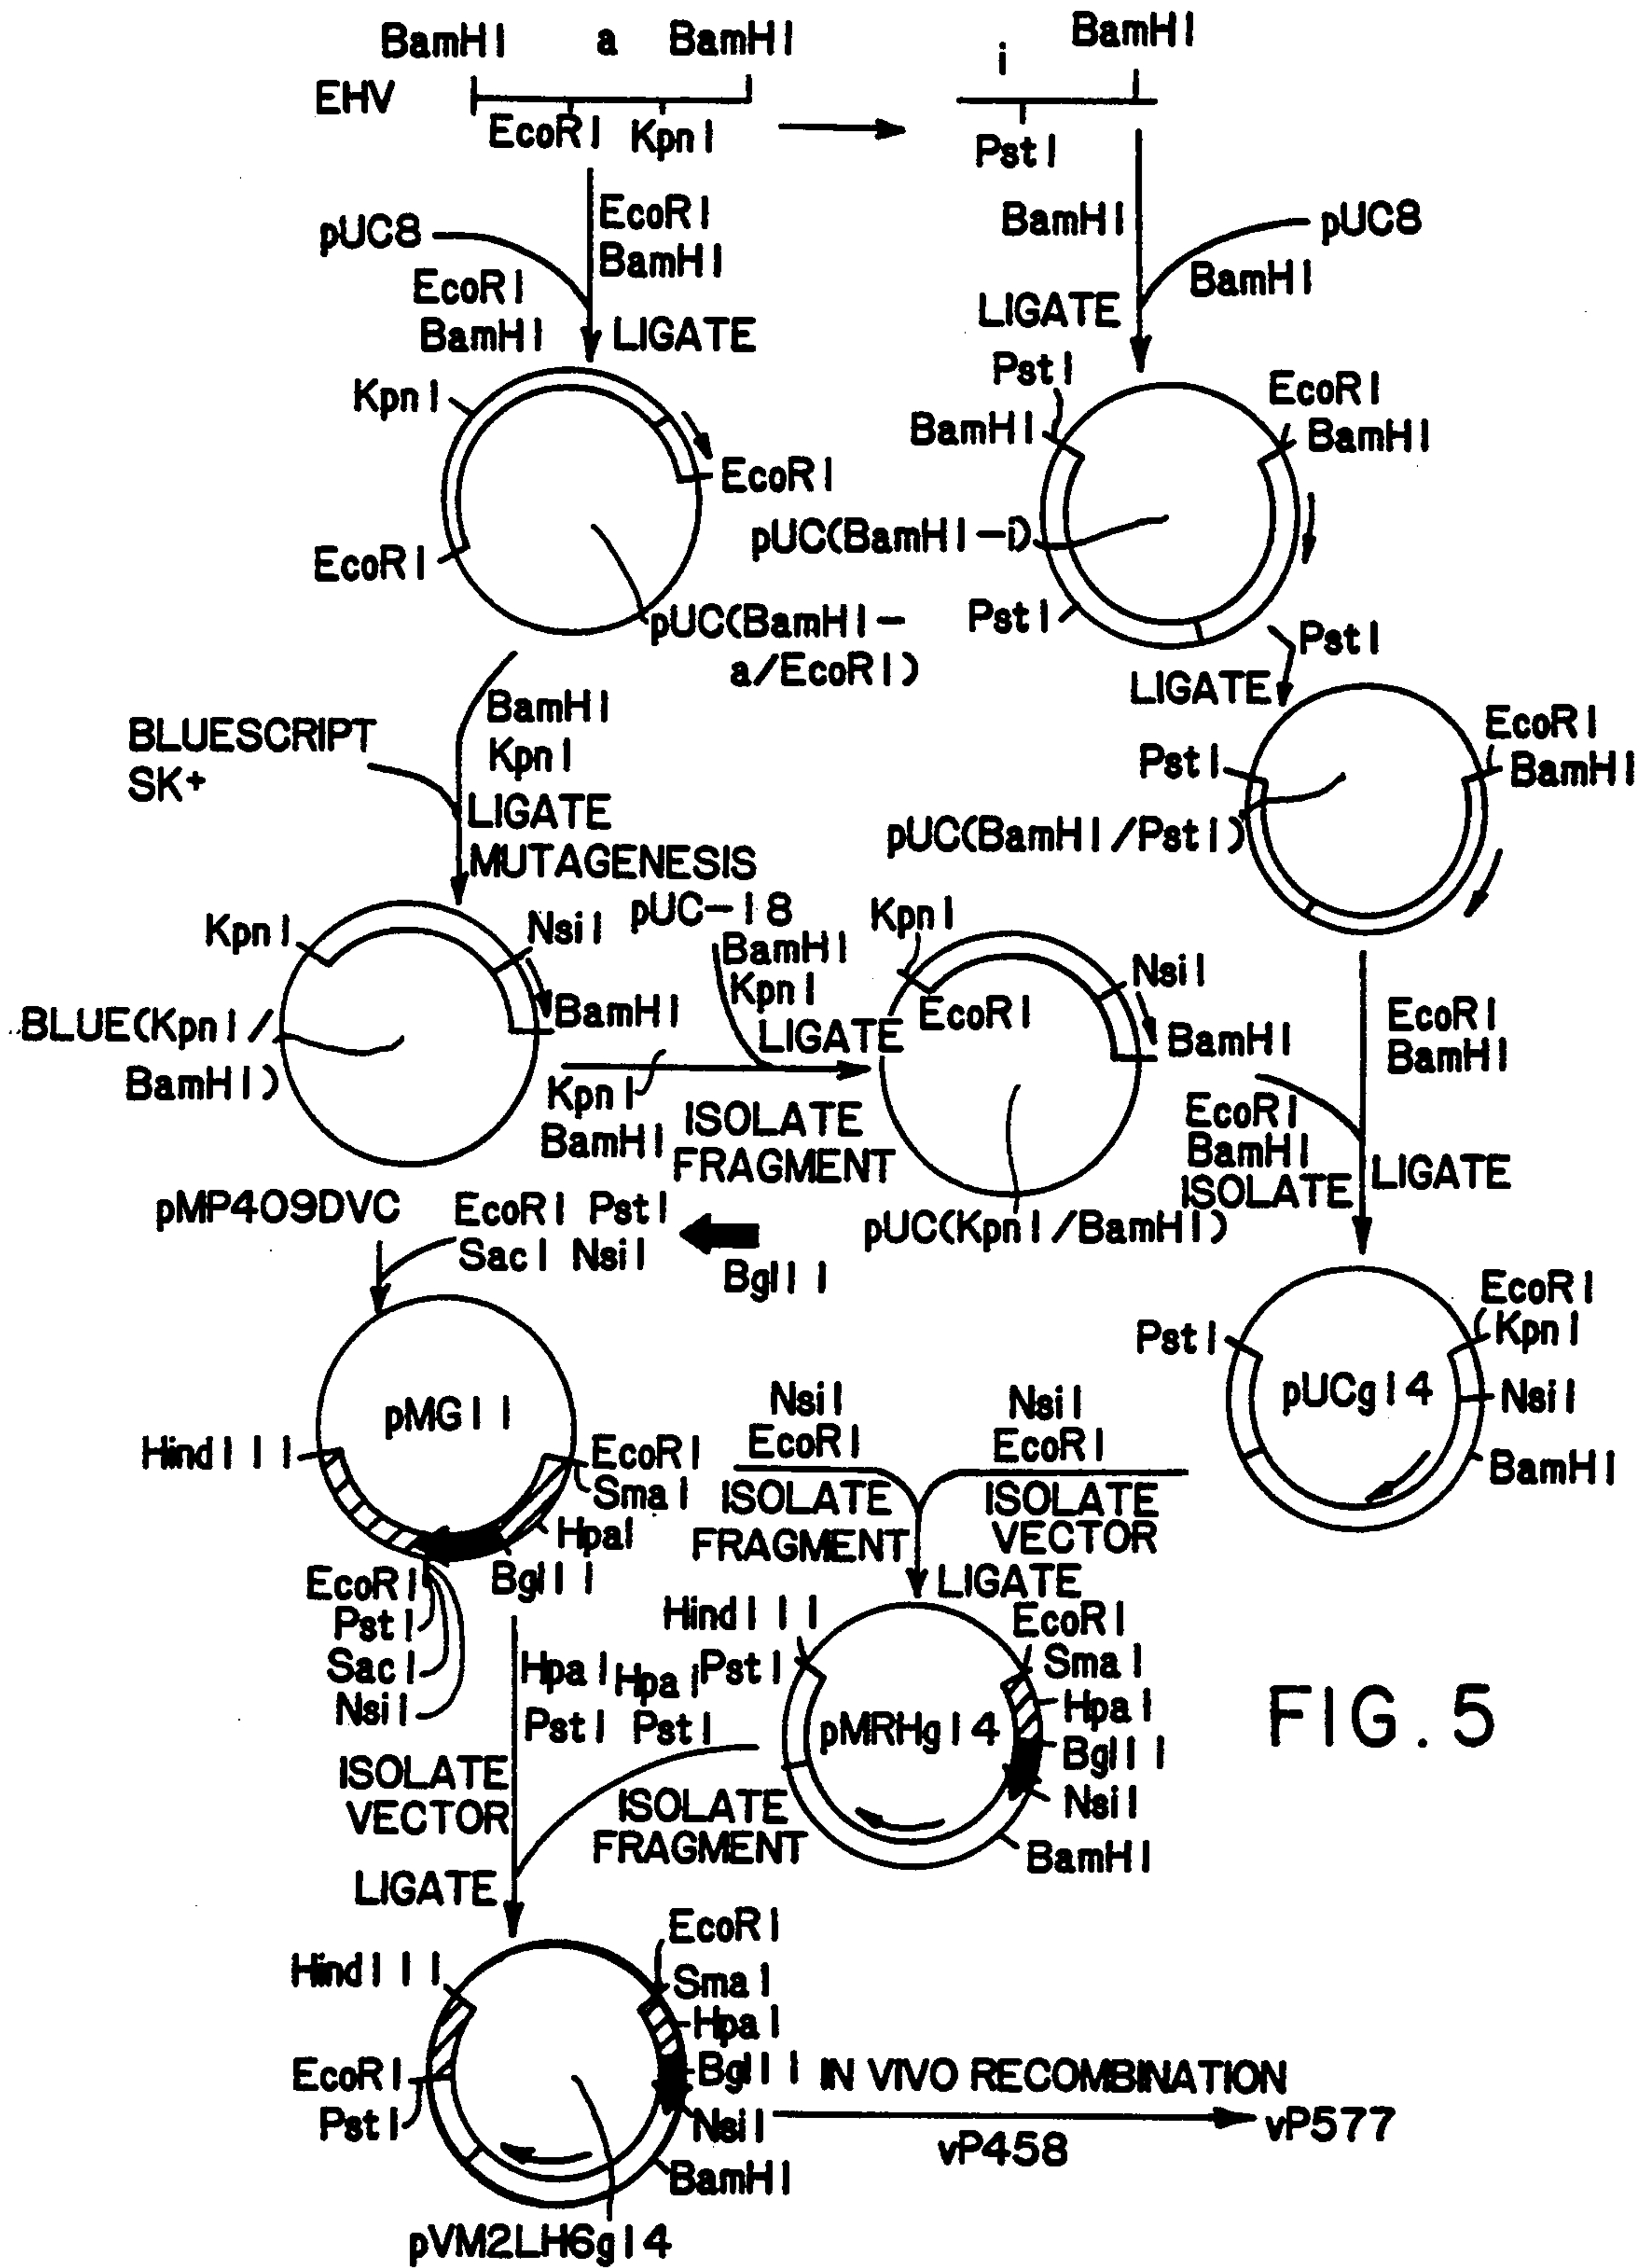 BamHI a BamHI
EHV
EcoRI KpnI
i BamHI
PstI
pUC8
EcoRI
BamHI
EcoRI
BamHI
LIGATE
BamHI
pUC8
BamHI
LIGATE
KpnI
EcoRI
EcoRI
pUC(BamHI-
a/EcoRI)
PstI
BamHI
EcoRI
BamHI
pUC(BamHI-i)
PstI
PstI
LIGATE
BLUESCRIPT
SK+
BamHI
KpnI
LIGATE
MUTAGENESIS
PstI
EcoRI
BamHI
pUC(BamHI/PstI)
KpnI
NsiI
BamHI
BLUE(KpnI/
BamHI)
pUC-18
BamHI
KpnI
LIGATE
KpnI
BamHI
ISOLATE
FRAGMENT
KpnI
EcoRI
NsiI
BamHI
pUC(KpnI/BamHI)
EcoRI
BamHI
EcoRI
BamHI
ISOLATE
LIGATE
pMP409DVC
EcoRI PstI
SacI NsiI
BglII
PstI
EcoRI
KpnI
NsiI
BamHI
pUCg14
pMG11
HindIII
EcoRI
SmaI
HpaI
BglII
EcoRI
PstI
SacI
NsiI
NsiI
EcoRI
ISOLATE
FRAGMENT
NsiI
EcoRI
ISOLATE
VECTOR
LIGATE
HindIII
PstI
EcoRI
SmaI
HpaI
BglII
NsiI
BamHI
pMRHg14
FIG. 5
HpaI
PstI
HpaI
PstI
ISOLATE
VECTOR
ISOLATE
FRAGMENT
LIGATE
HindIII
EcoRI
PstI
EcoRI
SmaI
HpaI
BglII
NsiI
BamHI
pVM2LH6g14
IN VIVO RECOMBINATION
vP458
vP577